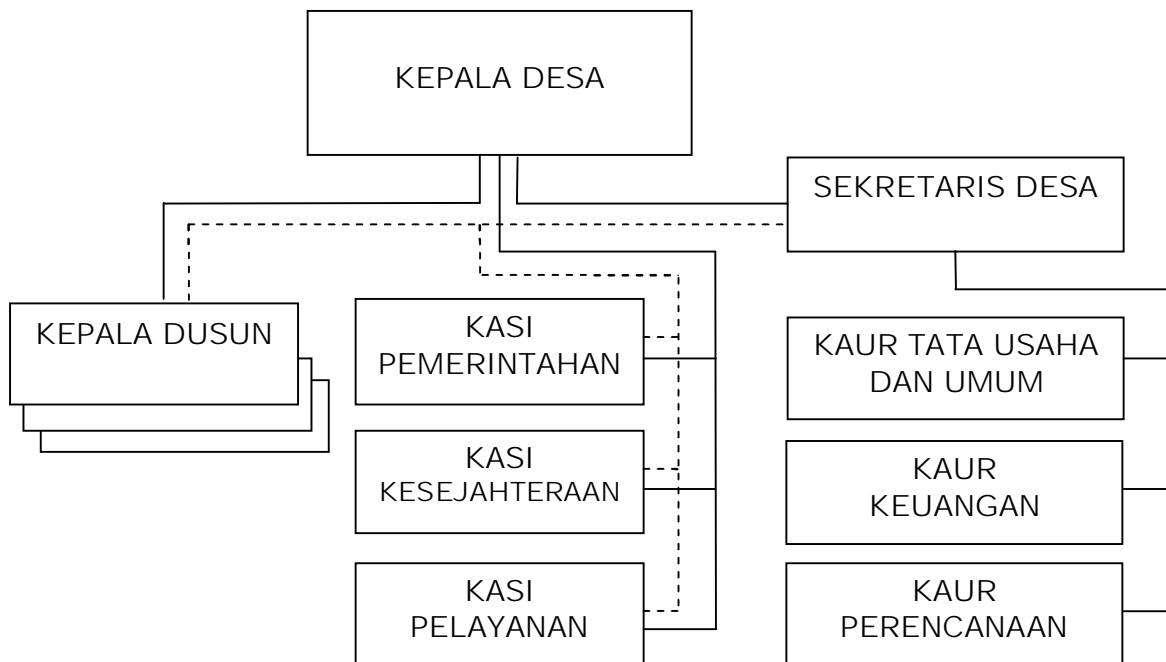 KEPALA DESA
SEKRETARIS DESA
KEPALA DUSUN
KASI
PEMERINTAHAN
KAUR TATA USAHA
DAN UMUM
KASI
KESEJAHTERAAN
KAUR
KEUANGAN
KASI
PELAYANAN
KAUR
PERENCANAAN